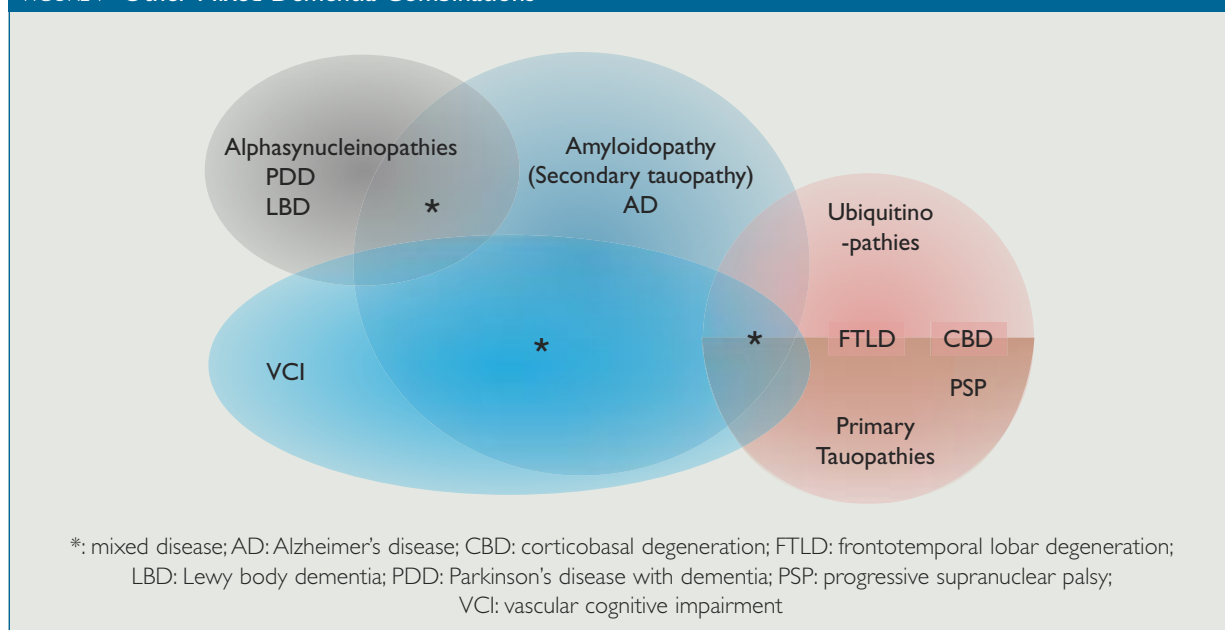 Alphasynucleinopathies
PDD
LBD
*
Amyloidopathy
(Secondary tauopathy)
AD
Ubiquitino
-pathies
VCI
*
*
FTLD
CBD
PSP
Primary
Tauopathies
*: mixed disease; AD: Alzheimer's disease; CBD: corticobasal degeneration; FTLD: frontotemporal lobar degeneration;
LBD: Lewy body dementia; PDD: Parkinson's disease with dementia; PSP: progressive supranuclear palsy;
VCI: vascular cognitive impairment